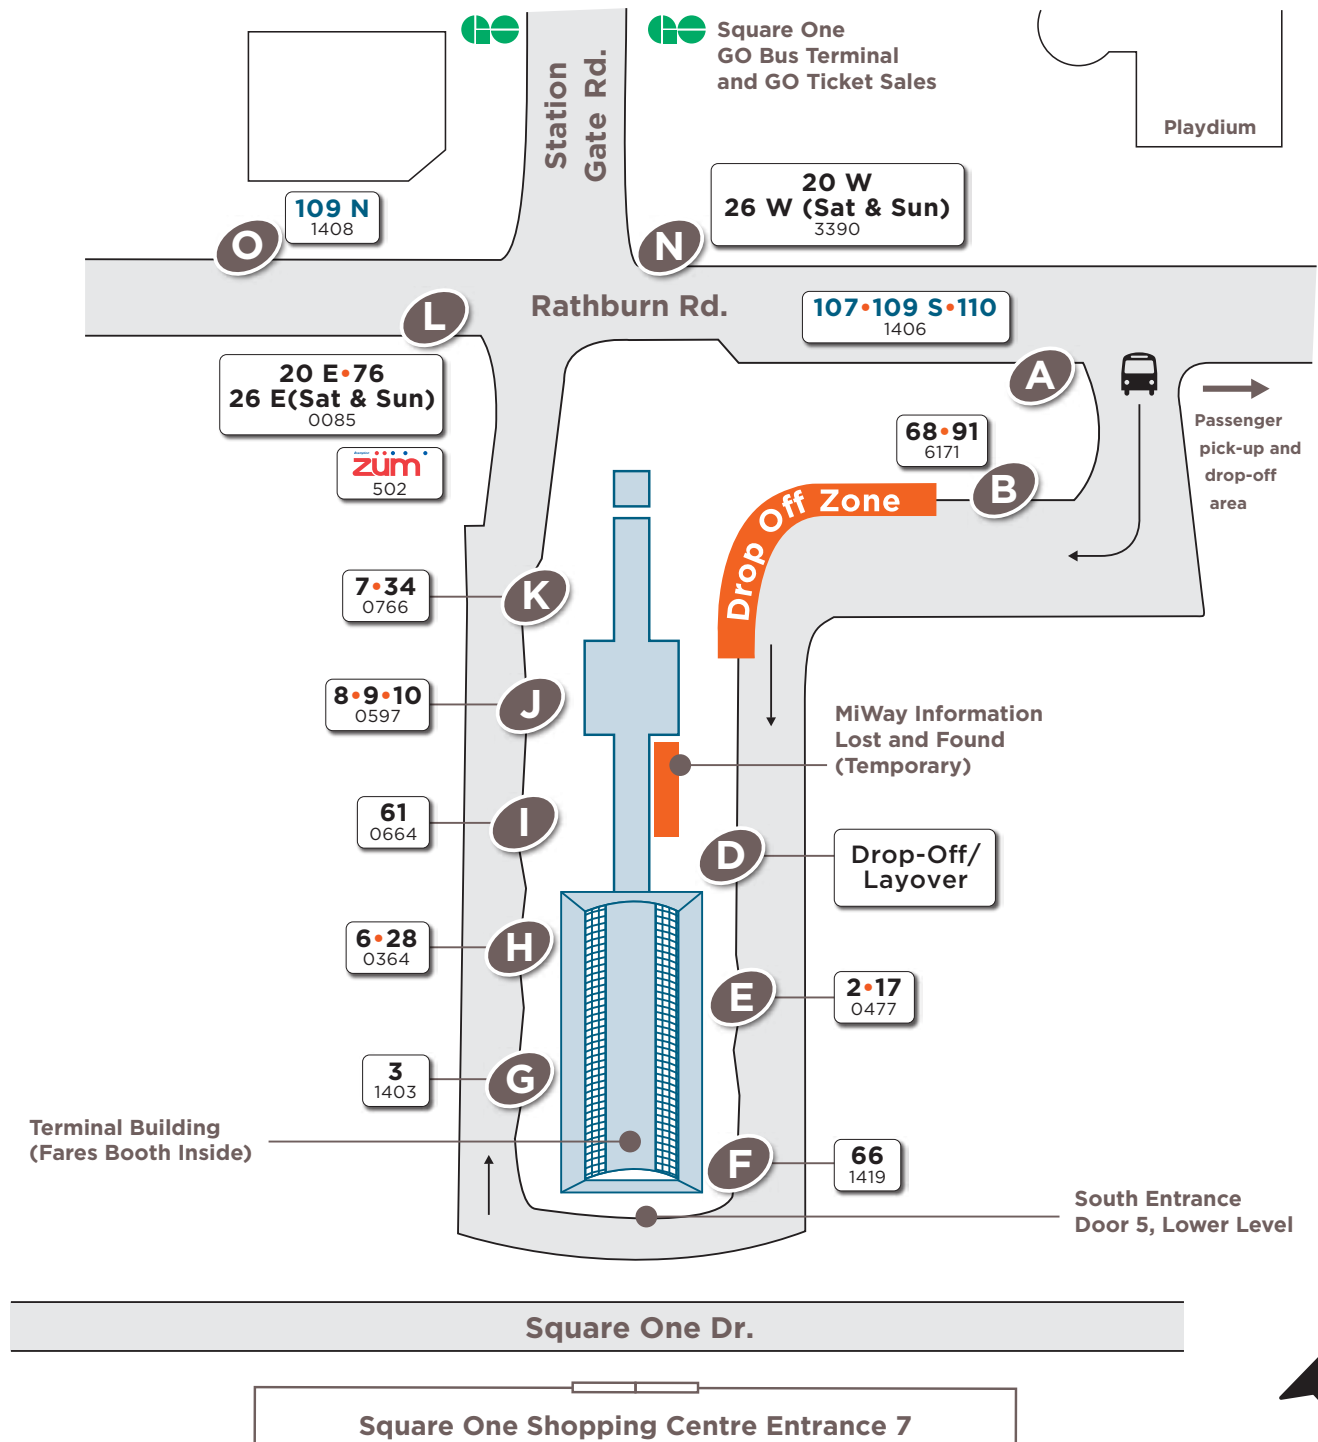 GO
GO
Square One
GO Bus Terminal
and GO Ticket Sales
Station
Gate Rd.
Playdium
109 N
1408
O
N
20 W
26 W (Sat & Sun)
3390
L
Rathburn Rd.
107•109 S•110
1406
A
20 E•76
26 E(Sat & Sun)
0085
züm
502
68•91
6171
B
Passenger
pick-up and
drop-off
area
Drop Off Zone
7•34
0766
K
8•9•10
0597
J
MiWay Information
Lost and Found
(Temporary)
61
0664
I
D
Drop-Off/
Layover
6•28
0364
H
E
2•17
0477
3
1403
G
Terminal Building
(Fares Booth Inside)
F
66
1419
South Entrance
Door 5, Lower Level
Square One Dr.
Square One Shopping Centre Entrance 7